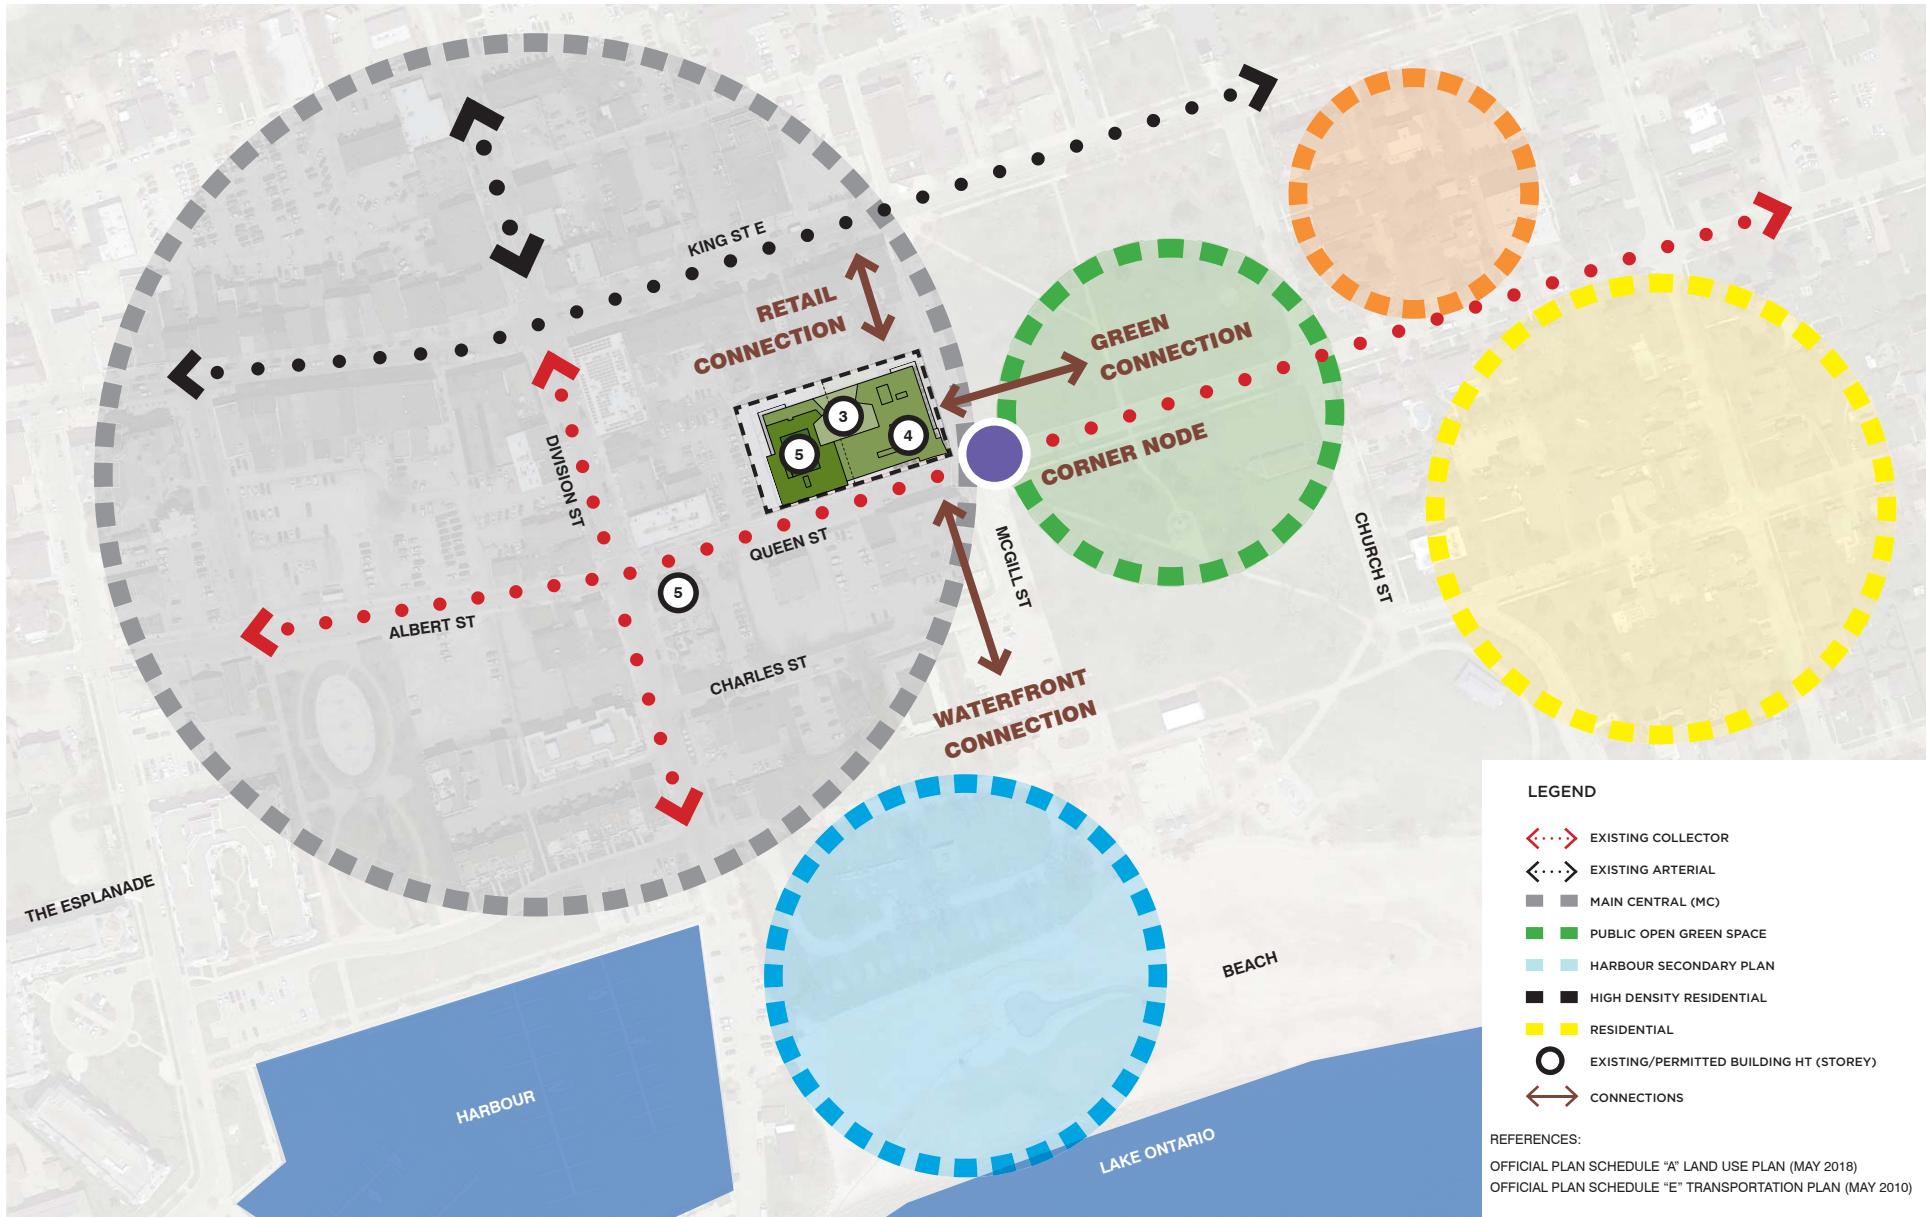 KING ST E
RETAIL
CONNECTION
GREEN
CONNECTION
3
4
5
CORNER NODE
DIVISION ST
QUEEN ST
MCGILL ST
CHURCH ST
5
ALBERT ST
CHARLES ST
WATERFRONT
CONNECTION
THE ESPLANADE
BEACH
HARBOUR
LAKE ONTARIO
LEGEND
EXISTING COLLECTOR
EXISTING ARTERIAL
MAIN CENTRAL (MC)
PUBLIC OPEN GREEN SPACE
HARBOUR SECONDARY PLAN
HIGH DENSITY RESIDENTIAL
RESIDENTIAL
EXISTING/PERMITTED BUILDING HT (STOREY)
CONNECTIONS
REFERENCES:
OFFICIAL PLAN SCHEDULE “A” LAND USE PLAN (MAY 2018)
OFFICIAL PLAN SCHEDULE “E” TRANSPORTATION PLAN (MAY 2010)